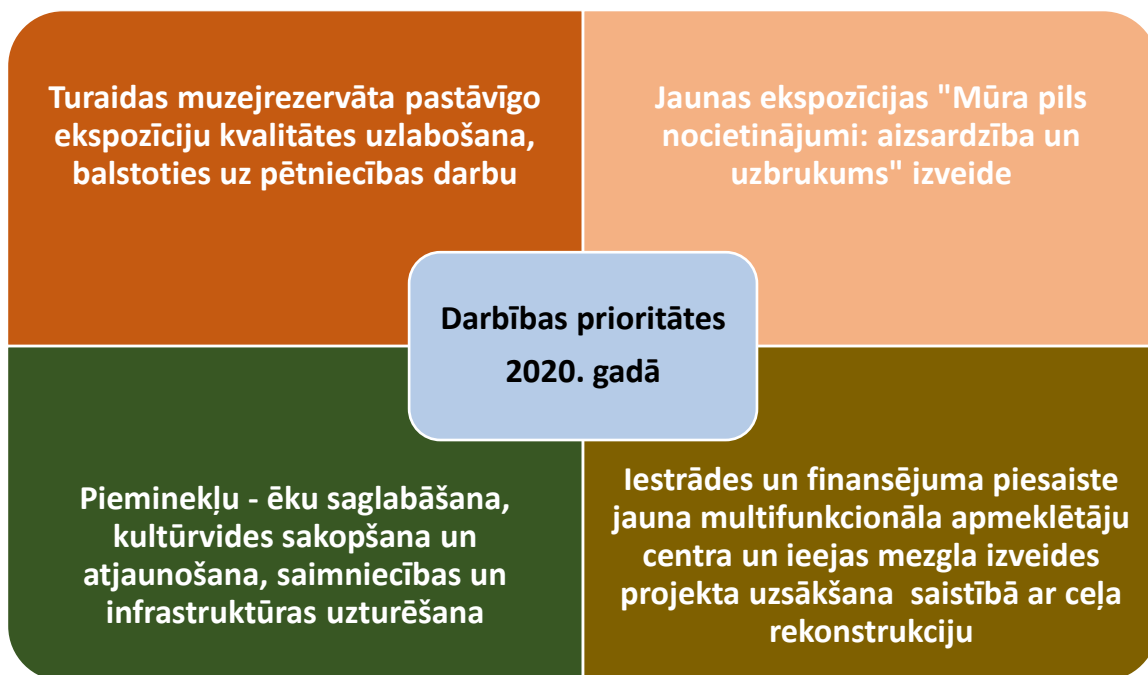 Turaidas muzejrezervāta pastāvīgo
ekspozīciju kvalitātes uzlabošana,
balstoties uz pētniecības darbu
Jaunas ekspozīcijas "Mūra pils
nocietinājumi: aizsardzība un
uzbrukums" izveide
Darbības prioritātes
2020. gadā
Pieminekļu - ēku saglabāšana,
kultūrvides sakopšana un
atjaunošana, saimniecības un
infrastruktūras uzturēšana
Iestrādes un finansējuma piesaiste
jauna multifunkcionāla apmeklētāju
centra un ieejas mezgla izveides
projekta uzsākšana  saistībā ar ceļa
rekonstrukciju